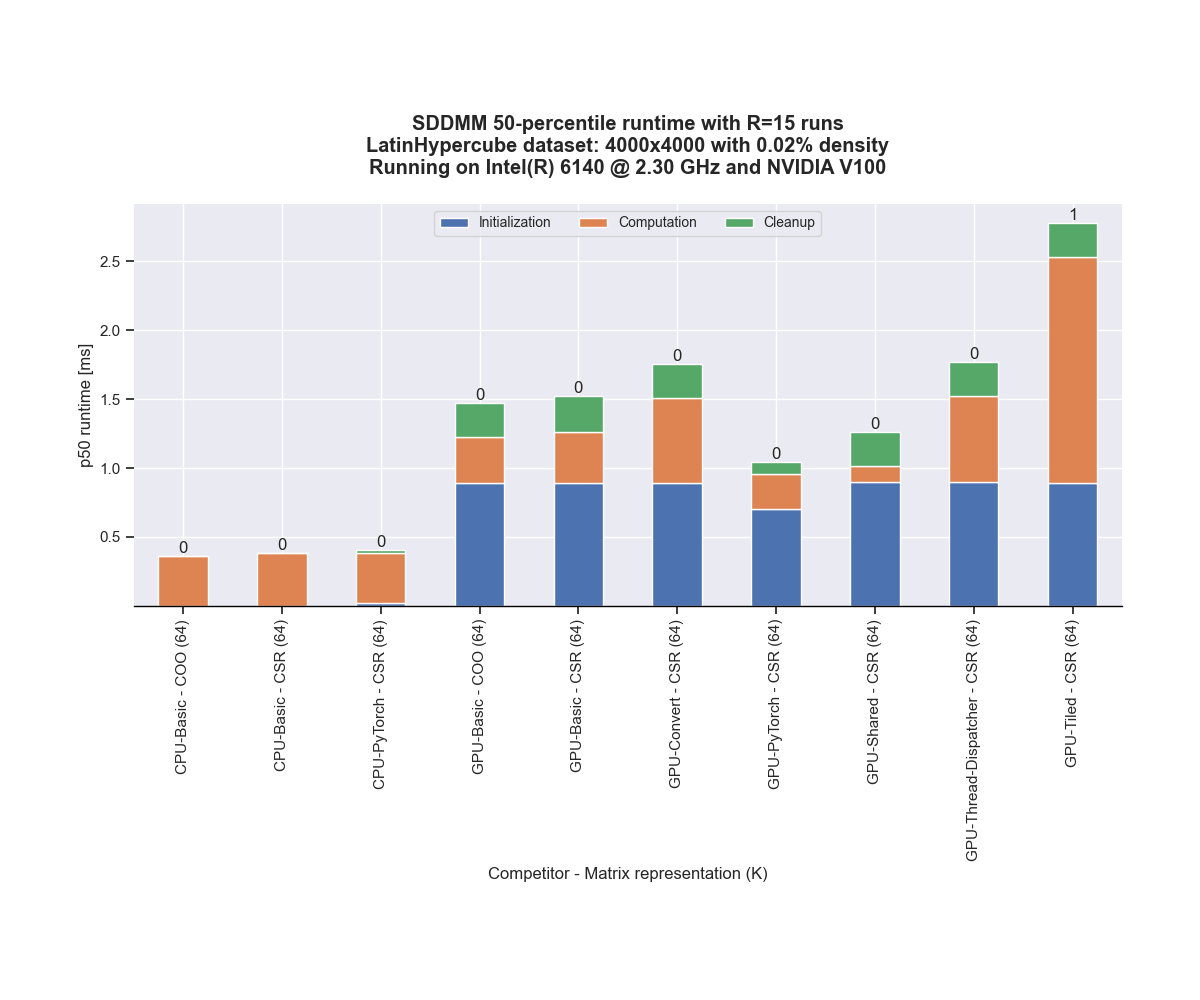 SDDMM 50-percentile runtime with R=15 runs
LatinHypercube dataset: 4000x4000 with 0.02% density
Running on Intel(R) 6140 @ 2.30 GHz and NVIDIA V100
Initialization
Computation
Cleanup
p50 runtime [ms]
2.5
2.0
1.5
1.0
0.5
0
0
0
0
0
0
0
0
0
1
CPU-Basic - COO (64)
CPU-Basic - CSR (64)
CPU-PyTorch - CSR (64)
GPU-Basic - COO (64)
GPU-Basic - CSR (64)
GPU-Convert - CSR (64)
GPU-PyTorch - CSR (64)
GPU-Shared - CSR (64)
GPU-Thread-Dispatcher - CSR (64)
GPU-Tiled - CSR (64)
Competitor - Matrix representation (K)